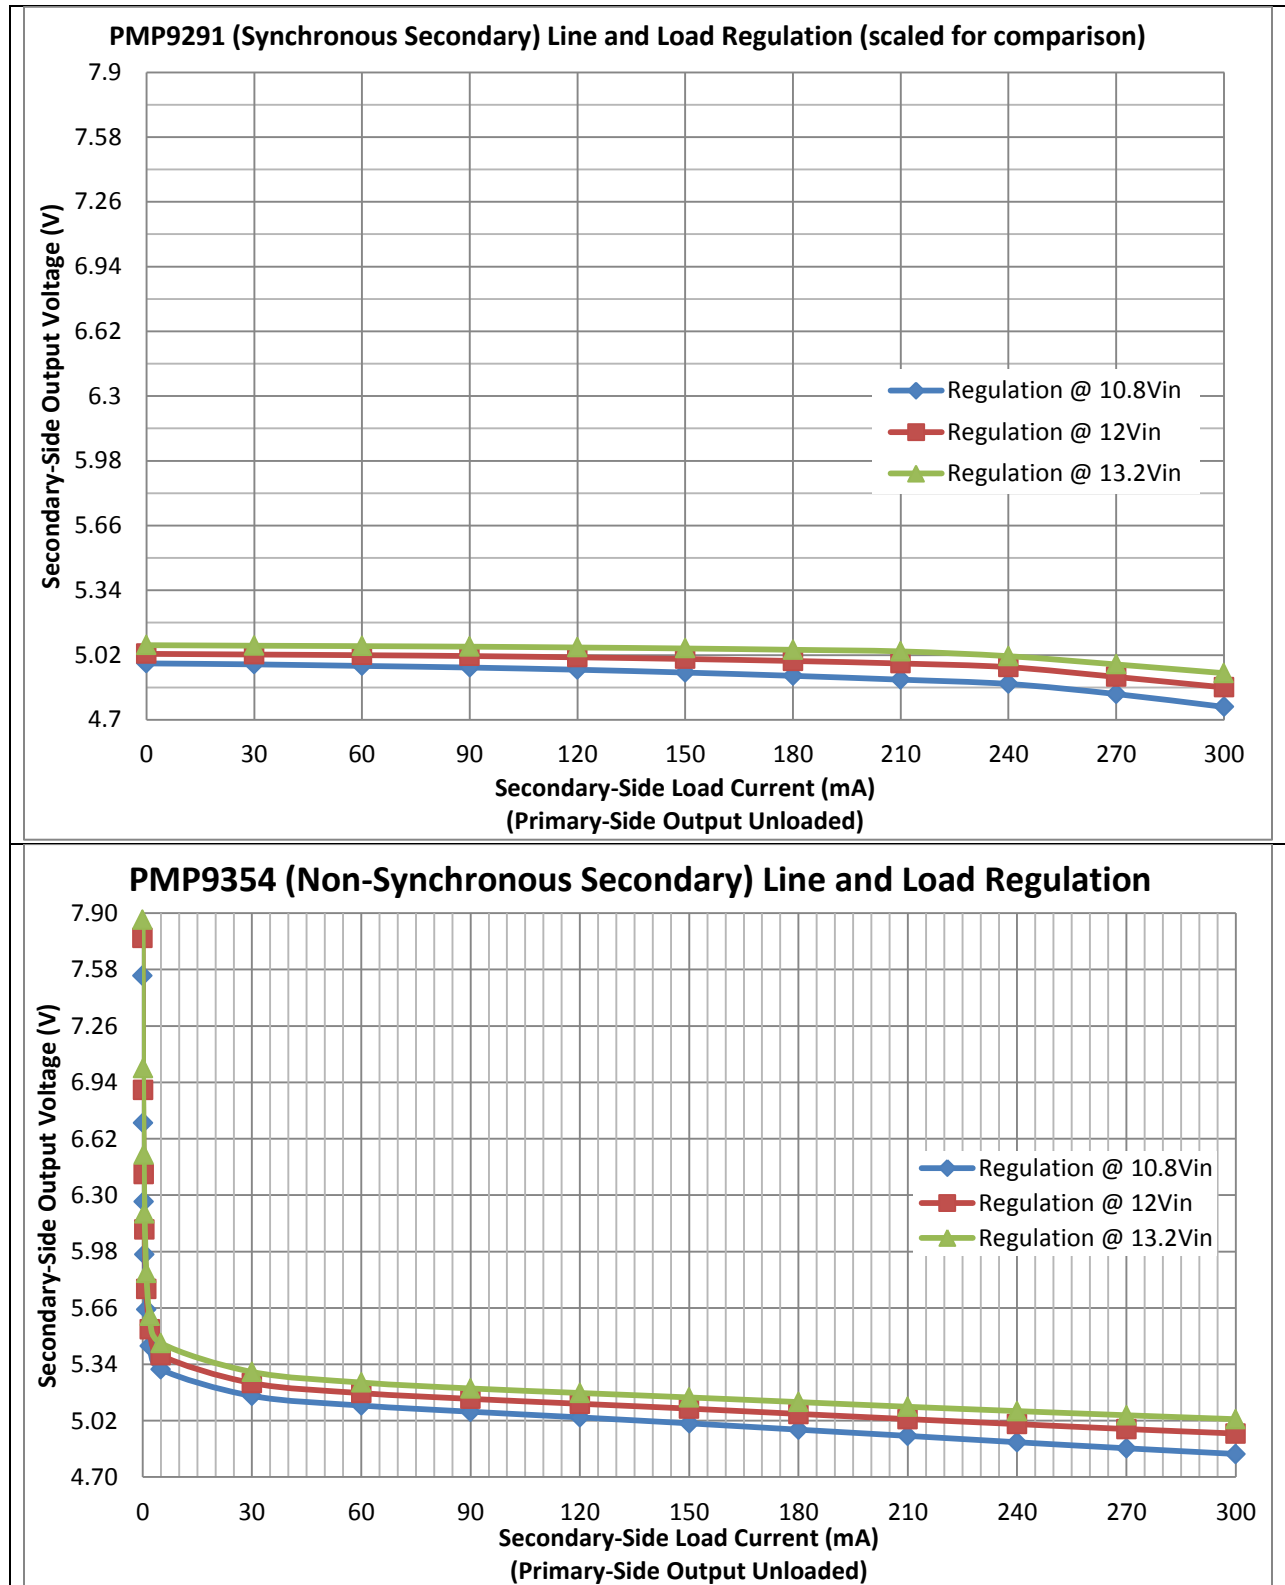 PMP9291 (Synchronous Secondary) Line and Load Regulation (scaled for comparison)
7.9
7.58
7.26
6.94
6.62
6.3
5.98
5.66
5.34
5.02
4.7
Secondary-Side Output Voltage (V)
Regulation @ 10.8Vin
Regulation @ 12Vin
Regulation @ 13.2Vin
0 30 60 90 120 150 180 210 240 270 300
Secondary-Side Load Current (mA)
(Primary-Side Output Unloaded)
PMP9354 (Non-Synchronous Secondary) Line and Load Regulation
7.90
7.58
7.26
6.94
6.62
6.30
5.98
5.66
5.34
5.02
4.70
Secondary-Side Output Voltage (V)
Regulation @ 10.8Vin
Regulation @ 12Vin
Regulation @ 13.2Vin
0 30 60 90 120 150 180 210 240 270 300
Secondary-Side Load Current (mA)
(Primary-Side Output Unloaded)